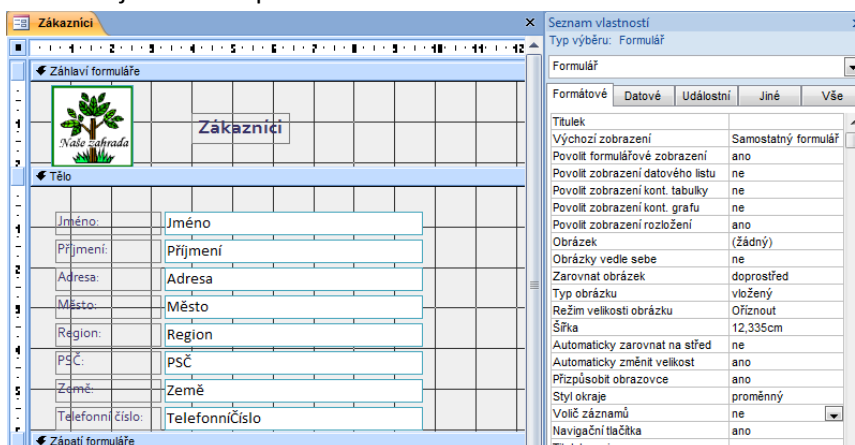 Zákazníci
Záhlaví formuláře
Naše zahrada
Zákazníci
Tělo
Jméno: Jméno
Příjmení: Příjmení
Adresa: Adresa
Město: Město
Region: Region
PSČ: PSČ
Země: Země
Telefonní číslo: TelefonníČíslo
Zápatí formuláře
Seznam vlastností
Typ výběru: Formulář
Formulář
Formátové Datové Událostní Jiné Vše
Titulek
Výchozí zobrazení Samostatný formulář
Povolit formulářové zobrazení ano
Povolit zobrazení datového listu ne
Povolit zobrazení kont. tabulky ne
Povolit zobrazení kont. grafu ne
Povolit zobrazení rozložení ano
Obrázek (žádný)
Obrázky vedle sebe ne
Zarovnat obrázek doprostřed
Typ obrázku vložený
Režim velikosti obrázku Oříznout
Šířka 12,335cm
Automaticky zarovnat na střed ne
Automaticky změnit velikost ano
Přizpůsobit obrazovce ano
Styl okraje proměnný
Volič záznamů ne
Navigační tlačítka ano